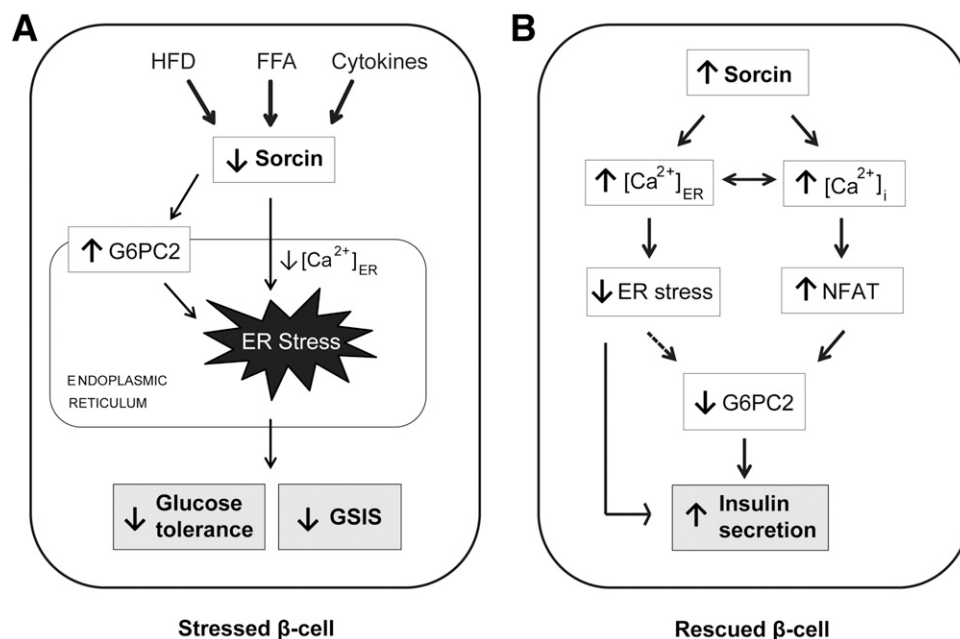 A
HFD FFA Cytokines
↓ Sorcin
↑ G6PC2
↓ [Ca²⁺]ER
ER Stress
ENDOPLASMIC
RETICULUM
↓ Glucose
tolerance
↓ GSIS
Stressed β-cell
B
↑ Sorcin
↑ [Ca²⁺]ER ↑ [Ca²⁺]i
↓ ER stress ↑ NFAT
↓ G6PC2
↑ Insulin
secretion
Rescued β-cell